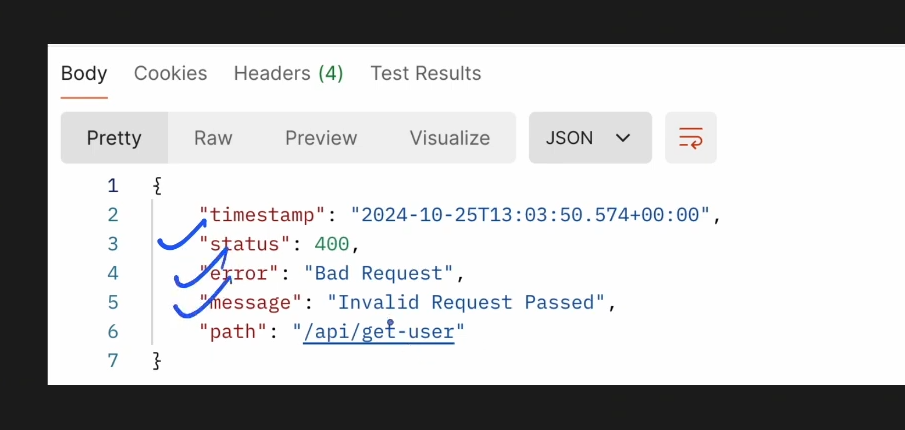 Body Cookies Headers (4) Test Results
Pretty Raw Preview Visualize JSON
1 {
2 "timestamp": "2024-10-25T13:03:50.574+00:00",
3 "status": 400,
4 "error": "Bad Request",
5 "message": "Invalid Request Passed",
6 "path": "/api/get-user"
7 }